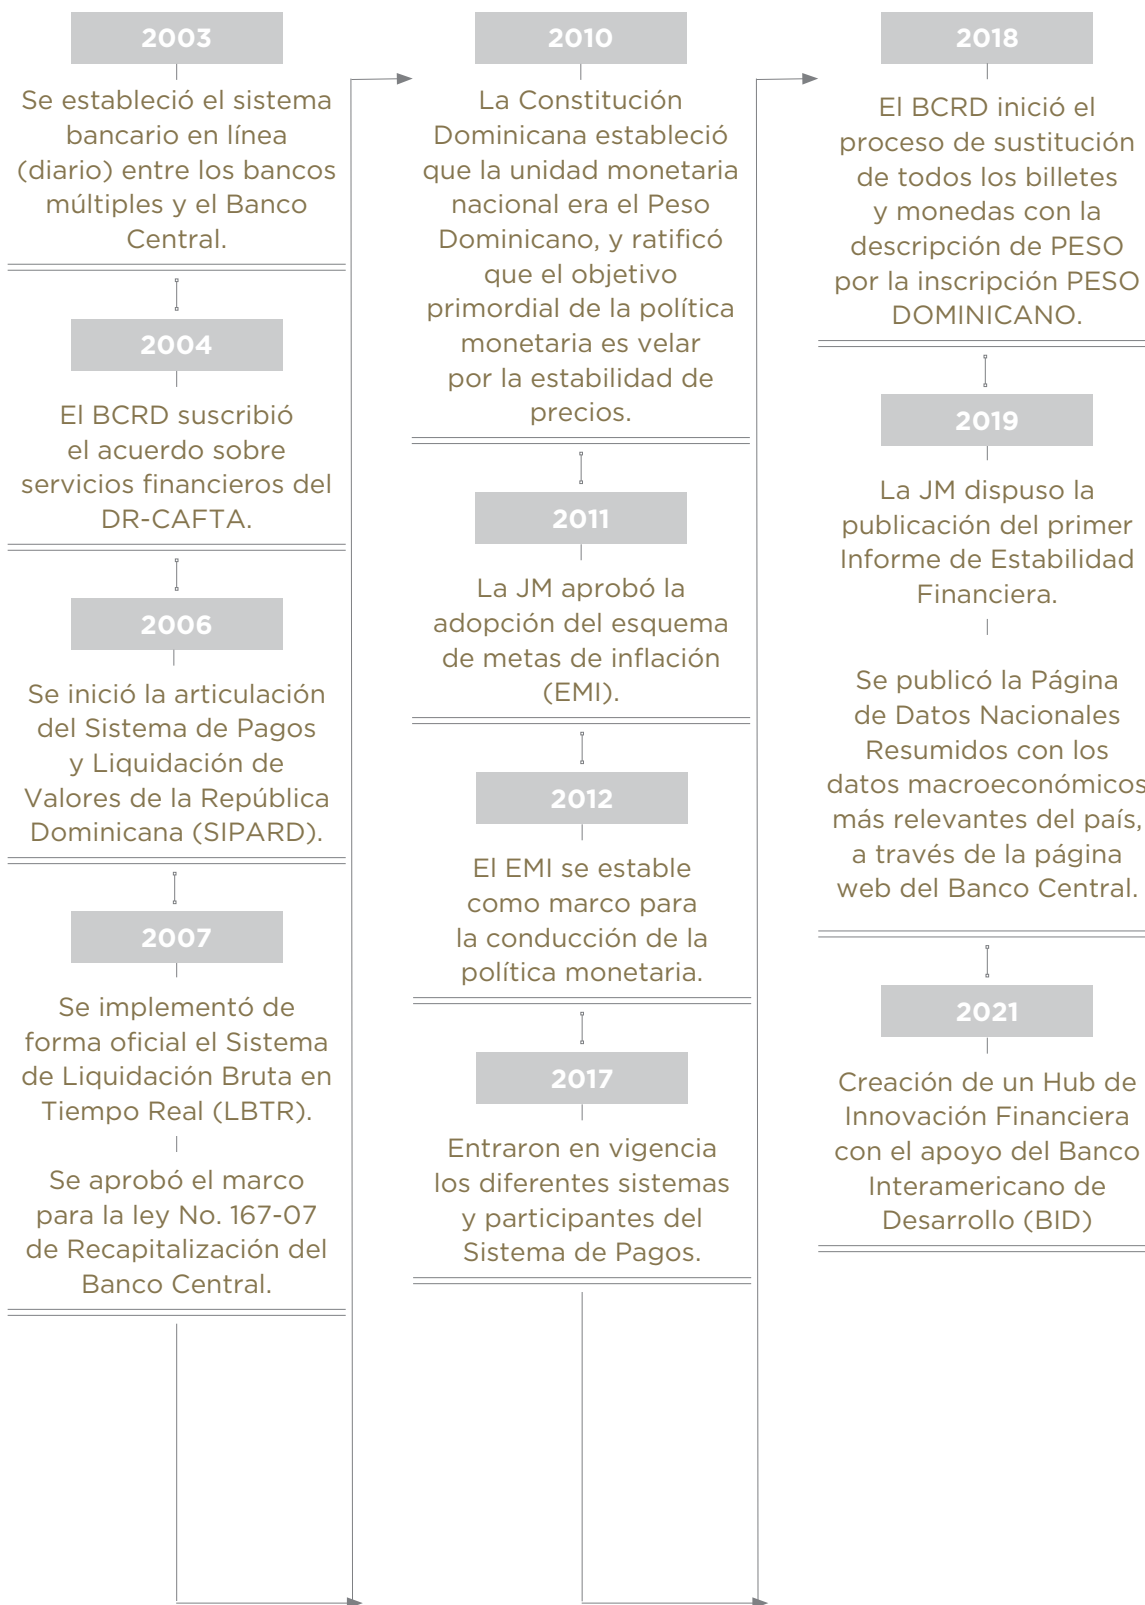 2003
Se estableció el sistema
bancario en línea
(diario) entre los bancos
múltiples y el Banco
Central.
2004
El BCRD suscribió
el acuerdo sobre
servicios financieros del
DR-CAFTA.
2006
Se inició la articulación
del Sistema de Pagos
y Liquidación de
Valores de la República
Dominicana (SIPARD).
2007
Se implementó de
forma oficial el Sistema
de Liquidación Bruta en
Tiempo Real (LBTR).
Se aprobó el marco
para la ley No. 167-07
de Recapitalización del
Banco Central.
2010
La Constitución
Dominicana estableció
que la unidad monetaria
nacional era el Peso
Dominicano, y ratificó
que el objetivo
primordial de la política
monetaria es velar
por la estabilidad de
precios.
2011
La JM aprobó la
adopción del esquema
de metas de inflación
(EMI).
2012
El EMI se estable
como marco para
la conducción de la
política monetaria.
2017
Entraron en vigencia
los diferentes sistemas
y participantes del
Sistema de Pagos.
2018
El BCRD inició el
proceso de sustitución
de todos los billetes
y monedas con la
descripción de PESO
por la inscripción PESO
DOMINICANO.
2019
La JM dispuso la
publicación del primer
Informe de Estabilidad
Financiera.
Se publicó la Página
de Datos Nacionales
Resumidos con los
datos macroeconómicos
más relevantes del país,
a través de la página
web del Banco Central.
2021
Creación de un Hub de
Innovación Financiera
con el apoyo del Banco
Interamericano de
Desarrollo (BID)